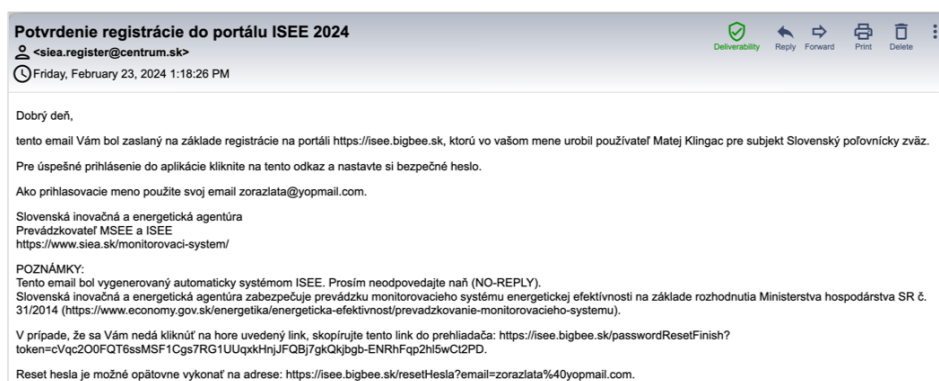 Potvrdenie registrácie do portálu ISEE 2024
<siea.register@centrum.sk>
Friday, February 23, 2024 1:18:26 PM
Deliverability Reply Forward Print Delete
Dobrý deň,
tento email Vám bol zaslaný na základe registrácie na portáli https://isee.bigbee.sk, ktorú vo vašom mene urobil používateľ Matej Klingac pre subjekt Slovenský poľovnícky zväz.
Pre úspešné prihlásenie do aplikácie kliknite na tento odkaz a nastavte si bezpečné heslo.
Ako prihlasovacie meno použite svoj email zorazlata@yopmail.com.
Slovenská inovačná a energetická agentúra
Prevádzkovateľ MSEE a ISEE
https://www.siea.sk/monitorovaci-system/
POZNÁMKY:
Tento email bol vygenerovaný automaticky systémom ISEE. Prosím neodpovedajte naň (NO-REPLY).
Slovenská inovačná a energetická agentúra zabezpečuje prevádzku monitorovacieho systému energetickej efektívnosti na základe rozhodnutia Ministerstva hospodárstva SR č.
31/2014 (https://www.economy.gov.sk/energetika/energeticka-efektivnost/prevadzkovanie-monitorovacieho-systemu).
V prípade, že sa Vám nedá kliknúť na hore uvedený link, skopírujte tento link do prehliadača: https://isee.bigbee.sk/passwordResetFinish?
token=cVqc2O0FQT6ssMSF1Cgs7RG1UUqxkHnjJFQBj7gkQkjbgb-ENRhFqp2hl5wCt2PD.
Reset hesla je možné opätovne vykonať na adrese: https://isee.bigbee.sk/resetHesla?email=zorazlata%40yopmail.com.